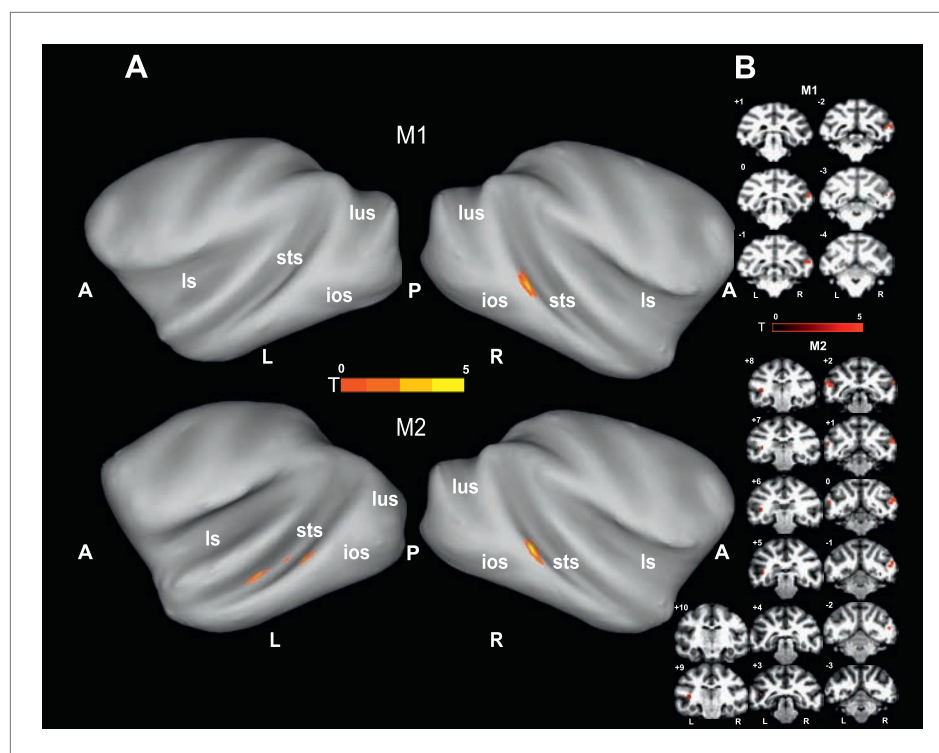 A
B
M1
M1
+1
-2
0
-3
-1
-4
L R L R
lus
lus
sts
ls
A
P
A
ios
ios
sts
ls
L
R
T 0 5
T 0 5
M2
M2
+8
+2
+7
+1
+6
0
+5
-1
+10
+4
-2
+9
+3
-3
L R L R L R
lus
lus
sts
ls
A
ios
P
ios
sts
ls
A
L
R